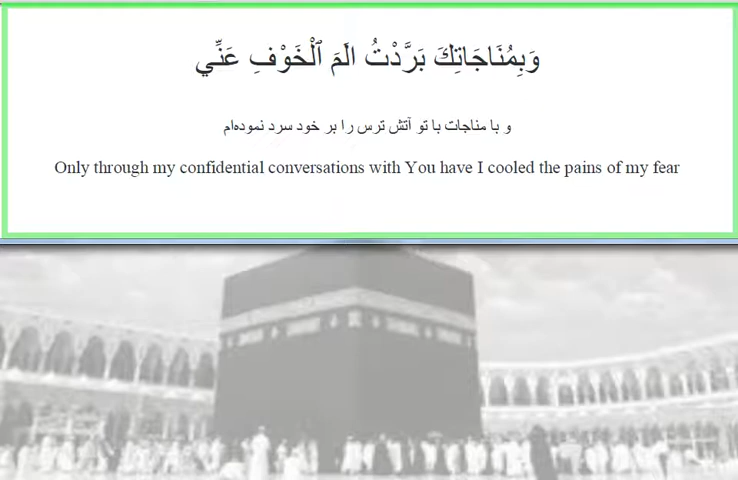 وَبِمُنَاجَاتِكَ بَرَّدْتُ الَمَ ٱلْخَوْفِ عَنِّي
و با مناجات با تو آتش ترس را بر خود سرد نموده‌ام
Only through my confidential conversations with You have I cooled the pains of my fear